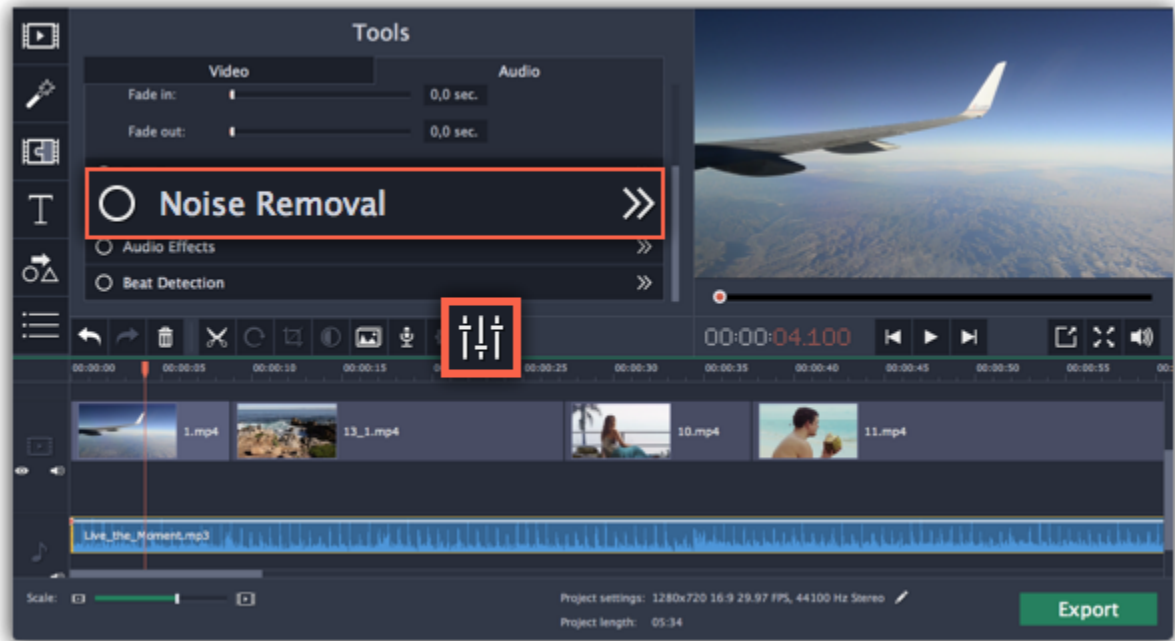 Tools
Video
Audio
Fade in:
0,0 sec.
Fade out:
0,0 sec.
Noise Removal
Audio Effects
Beat Detection
T
00:00:04.100
00:00:00 00:00:05 00:00:10 00:00:15 00:00:25 00:00:30 00:00:35 00:00:40 00:00:45 00:00:50 00:00:55
1.mp4
13_1.mp4
10.mp4
11.mp4
Live_the_Moment.mp3
Scale:
Project settings: 1280x720 16:9 29.97 FPS, 44100 Hz Stereo
Project length: 05:34
Export